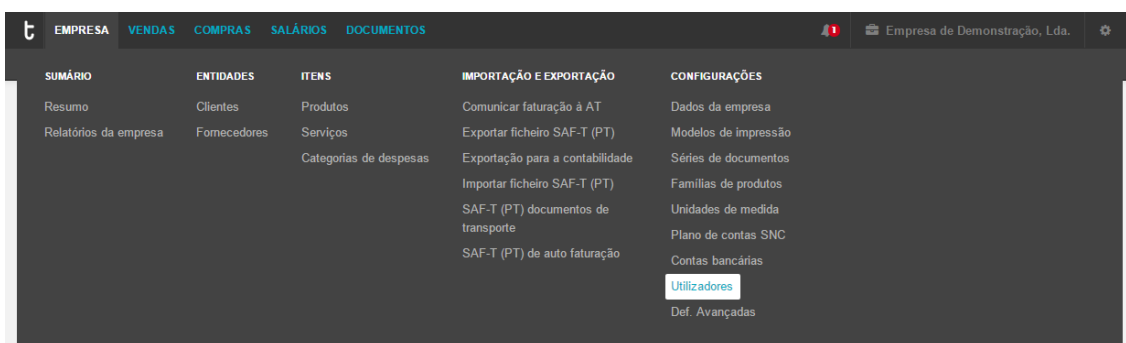 t EMPRESA VENDAS COMPRAS SALÁRIOS DOCUMENTOS 1 Empresa de Demonstração, Lda.
SUMÁRIO
Resumo
Relatórios da empresa
ENTIDADES
Clientes
Fornecedores
ITENS
Produtos
Serviços
Categorias de despesas
IMPORTAÇÃO E EXPORTAÇÃO
Comunicar faturação à AT
Exportar ficheiro SAF-T (PT)
Exportação para a contabilidade
Importar ficheiro SAF-T (PT)
SAF-T (PT) documentos de
transporte
SAF-T (PT) de auto faturação
CONFIGURAÇÕES
Dados da empresa
Modelos de impressão
Séries de documentos
Famílias de produtos
Unidades de medida
Plano de contas SNC
Contas bancárias
Utilizadores
Def. Avançadas